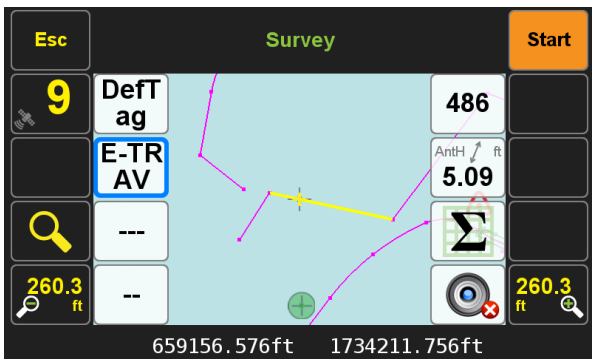 Esc
Survey
Start
9
DefT
ag
486
E-TR
AV
AntH ft
5.09
---
Σ
260.3
ft
--
260.3
ft
659156.576ft 1734211.756ft